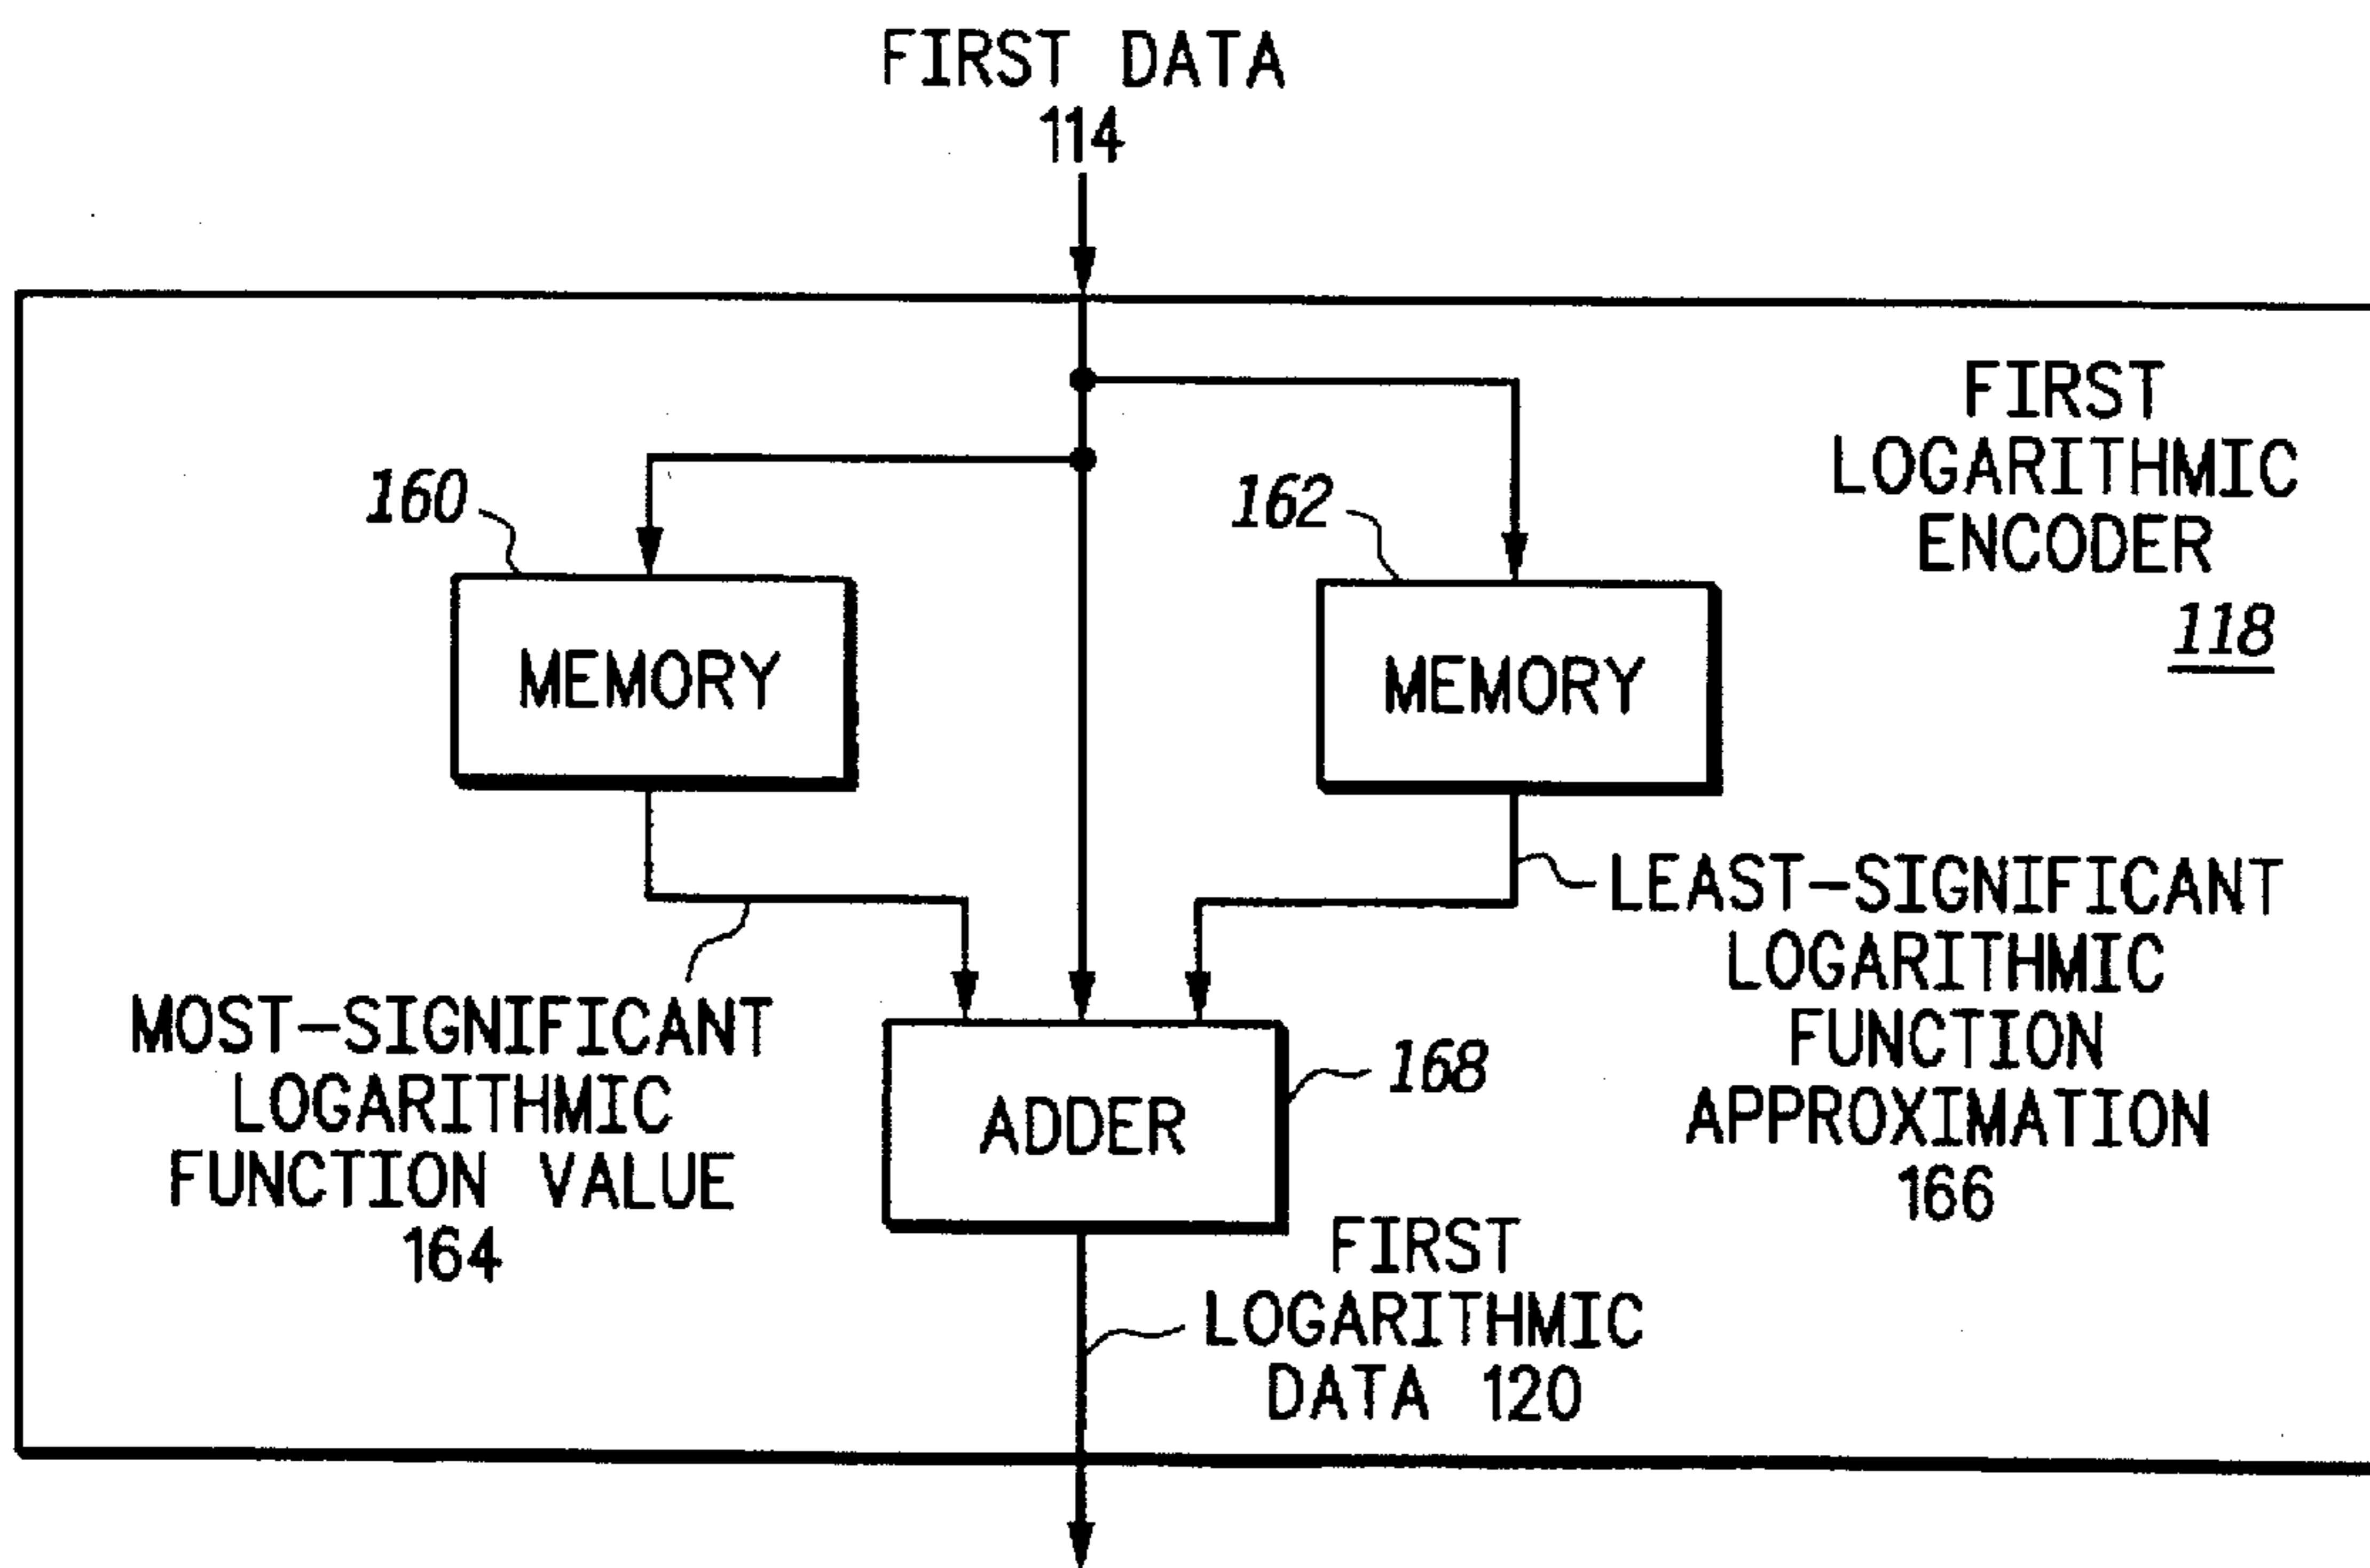 FIRST DATA
114
FIRST
LOGARITHMIC
ENCODER
118
160
162
MEMORY
MEMORY
LEAST-SIGNIFICANT
LOGARITHMIC
FUNCTION
APPROXIMATION
166
MOST-SIGNIFICANT
LOGARITHMIC
FUNCTION VALUE
164
168
ADDER
FIRST
LOGARITHMIC
DATA 120